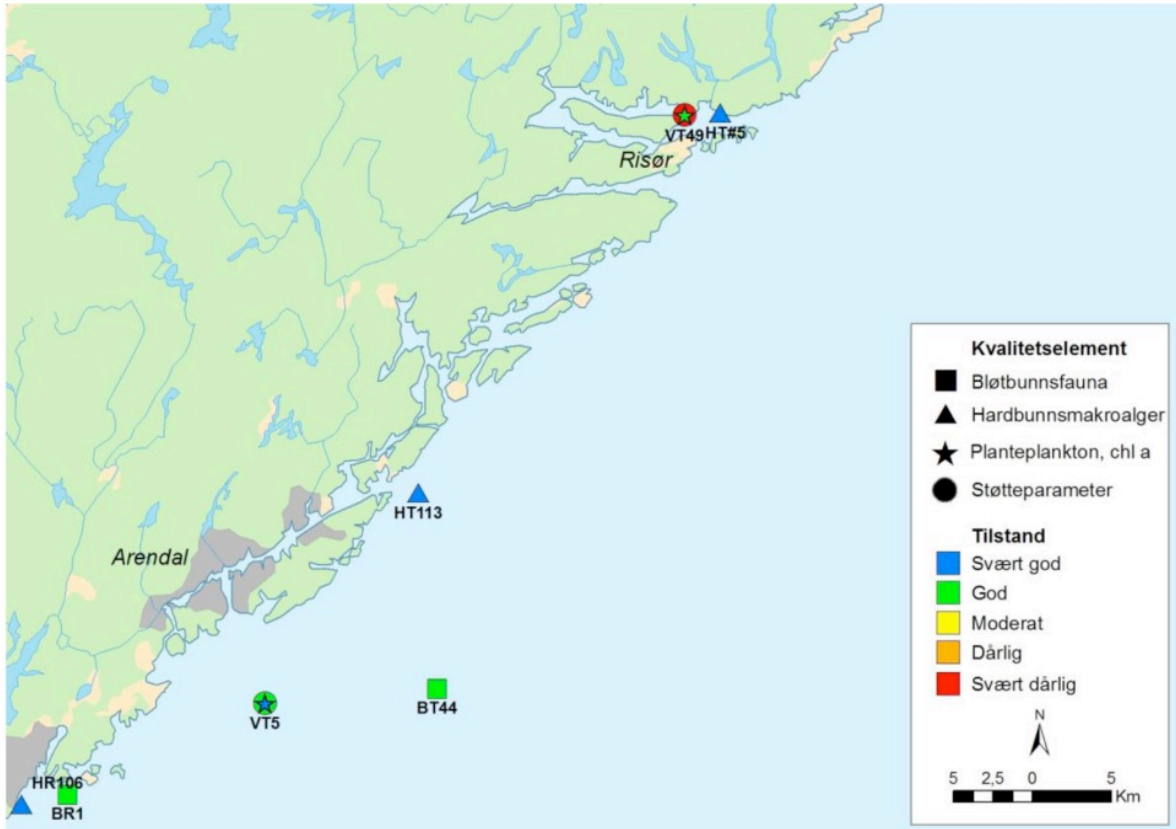 VT49 HT#5
Risør
HT113
Arendal
BT44
VT5
HR106
BR1
Kvalitetselement
Bløtbunnsfauna
Hardbunnsmakroalger
Planteplankton, chl a
Støtteparameter
Tilstand
Svært god
God
Moderat
Dårlig
Svært dårlig
N
5 2,5 0 5
Km